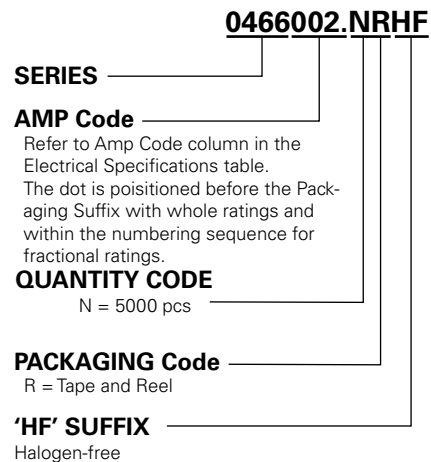 0466002.NRHF
SERIES
AMP Code
Refer to Amp Code column in the
Electrical Specifications table.
The dot is poisitioned before the Pack-
aging Suffix with whole ratings and
within the numbering sequence for
fractional ratings.
QUANTITY CODE
N = 5000 pcs
PACKAGING Code
R = Tape and Reel
‘HF’ SUFFIX
Halogen-free